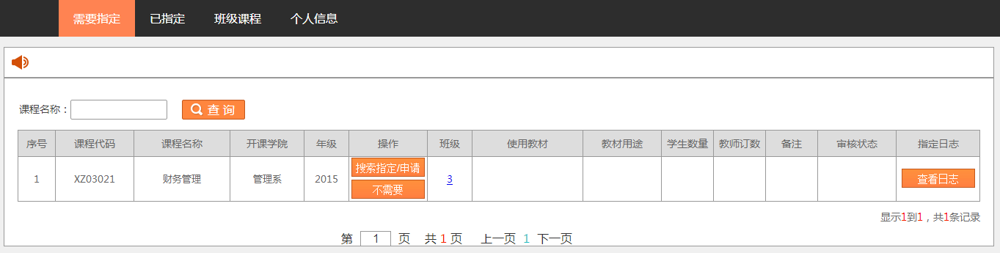 需要指定 已指定 班级课程 个人信息
课程名称： 查 询
序号 课程代码 课程名称 开课学院 年级 操作 班级 使用教材 教材用途 学生数量 教师订数 备注 审核状态 指定日志
搜索指定/申请
1 XZ03021 财务管理 管理系 2015 3 查看日志
不需要
显示1到1，共1条记录
第 1 页 共 1 页 上一页 1 下一页